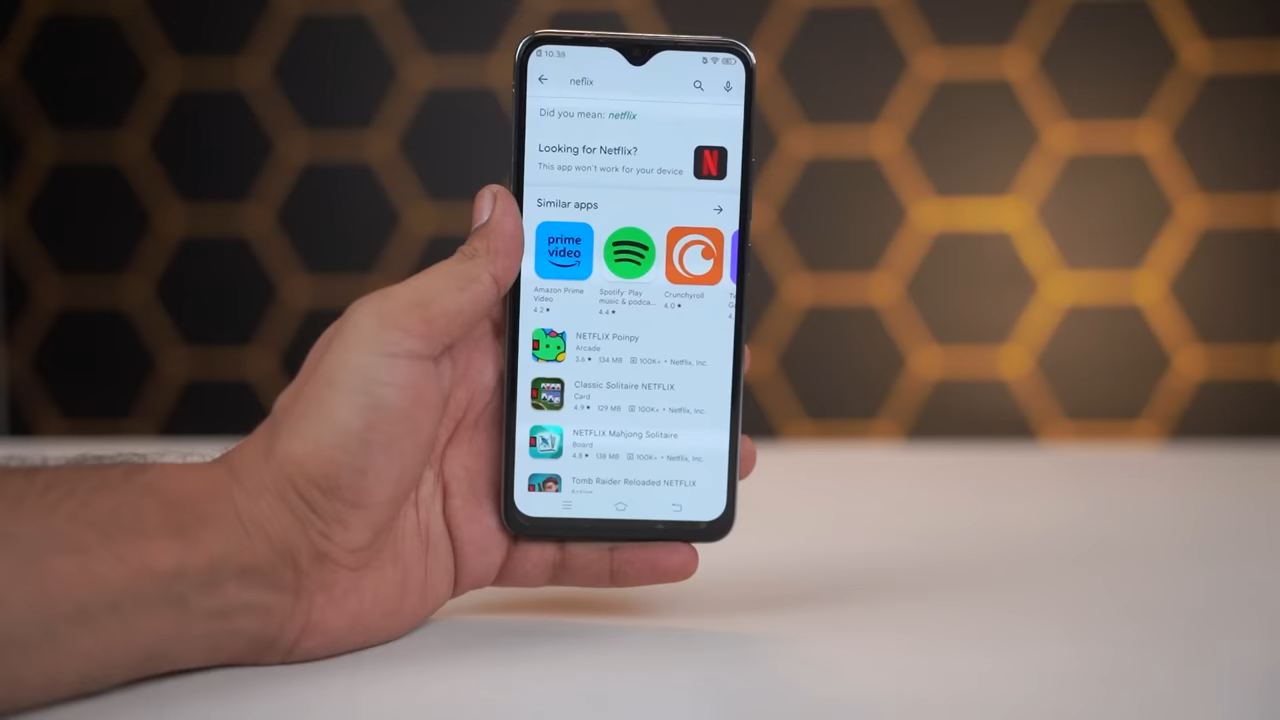 10:38
neflix
Did you mean: netflix
Looking for Netflix?
This app won't work for your device
N
Similar apps
prime
video
Amazon Prime
Video
4.2★
Spotify: Play
music & podca...
4.4★
Crunchyroll
4.0★
4.
NETFLIX Poinpy
Arcade
3.6★ 134 MB 100K+ • Netflix, Inc.
Classic Solitaire NETFLIX
Card
4.9★ 129 MB 100K+ • Netflix, Inc.
NETFLIX Mahjong Solitaire
Board
4.8★ 138 MB 100K+ • Netflix, Inc.
Tomb Raider Reloaded NETFLIX